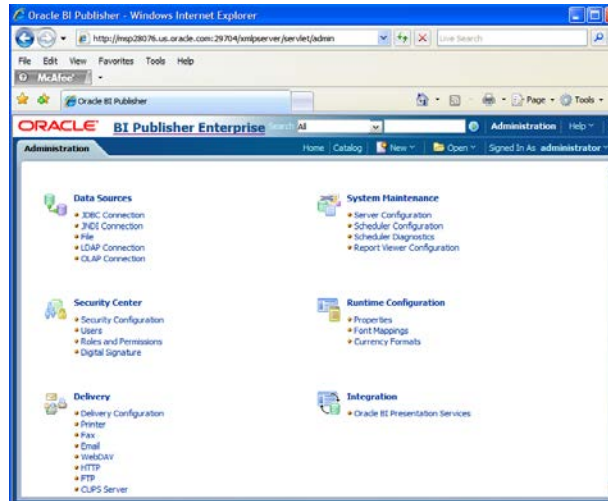 Oracle BI Publisher - Windows Internet Explorer
http://msp28076.us.oracle.com:29704/xmlpserver/servlet/admin
Live Search
File Edit View Favorites Tools Help
McAfee
Oracle BI Publisher
Page Tools
ORACLE BI Publisher Enterprise Search All Administration Help
Administration Home Catalog New Open Signed In As administrator
Data Sources
JDBC Connection
JNDI Connection
File
LDAP Connection
OLAP Connection
System Maintenance
Server Configuration
Scheduler Configuration
Scheduler Diagnostics
Report Viewer Configuration
Security Center
Security Configuration
Users
Roles and Permissions
Digital Signature
Runtime Configuration
Properties
Font Mappings
Currency Formats
Delivery
Delivery Configuration
Printer
Fax
Email
WebDAV
HTTP
FTP
CUPS Server
Integration
Oracle BI Presentation Services